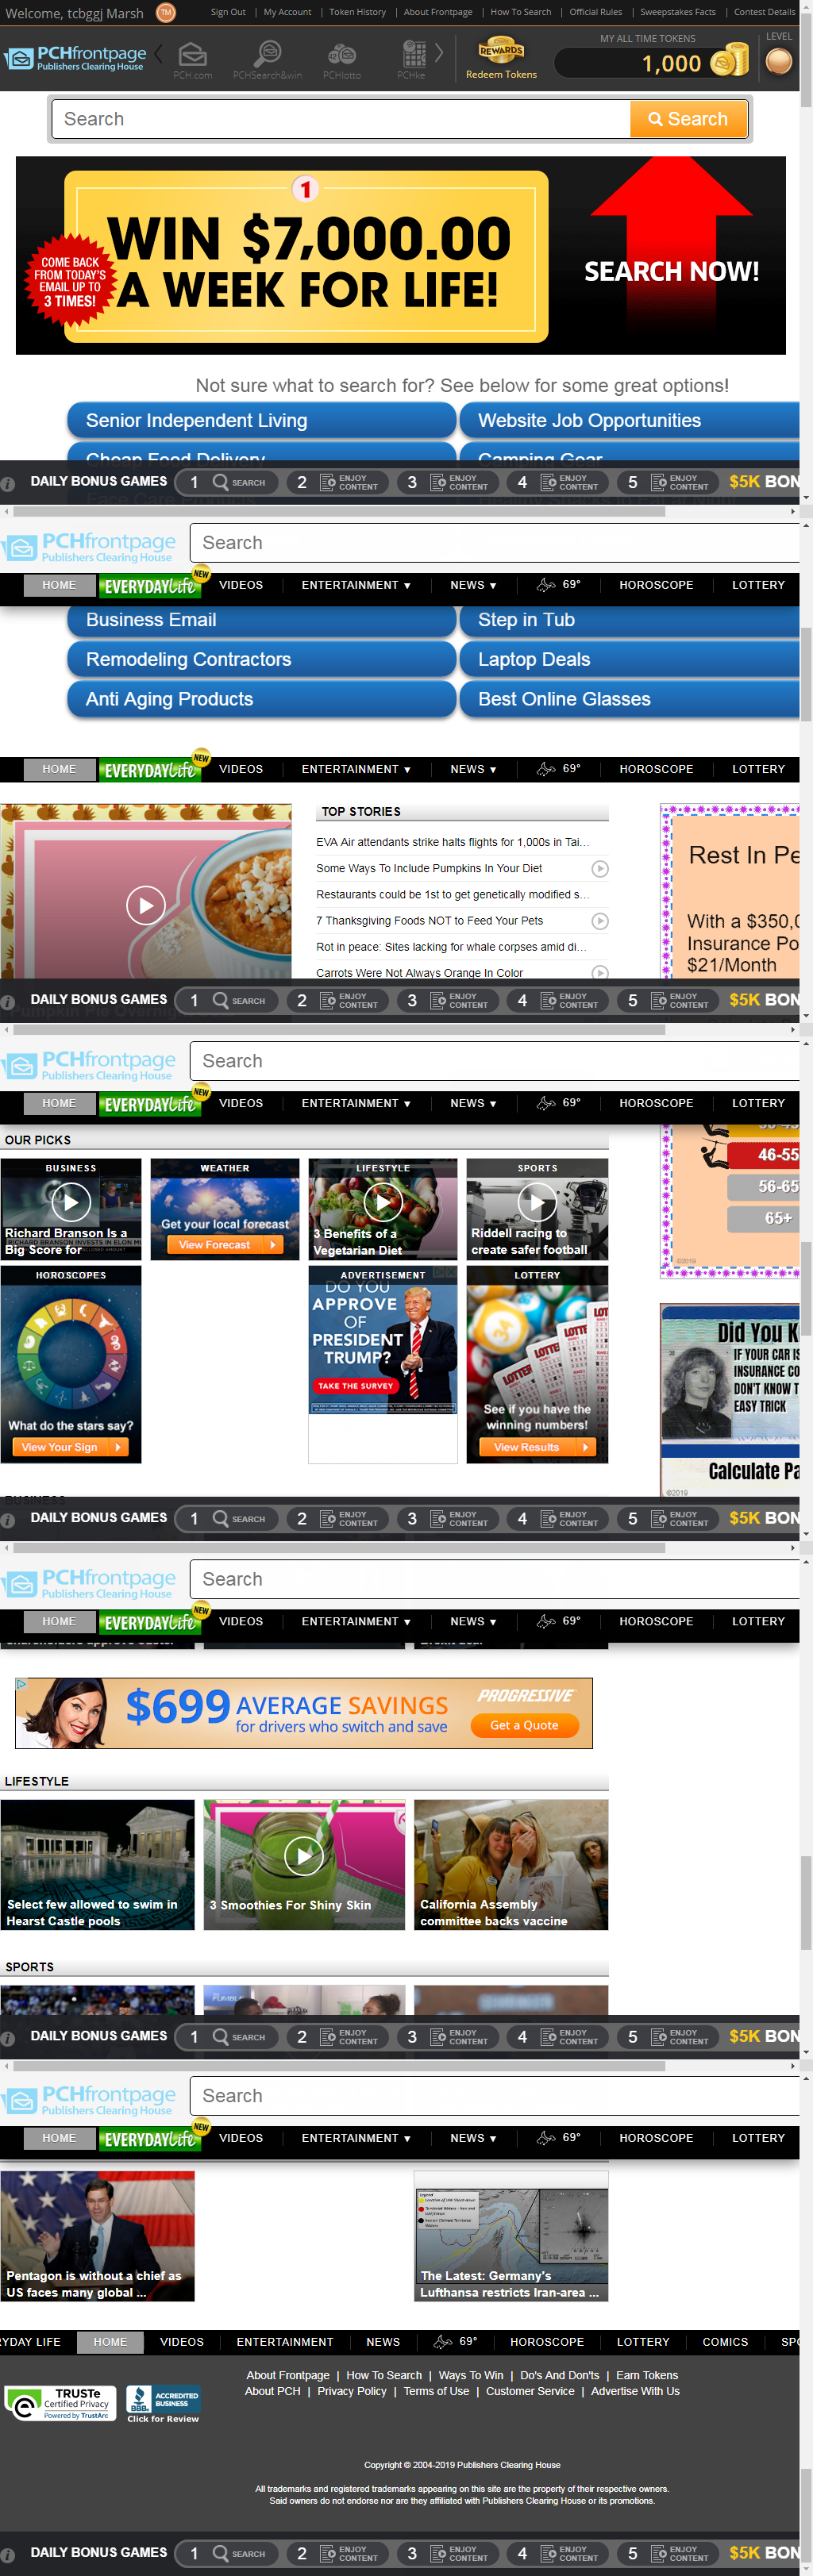 Welcome, tcbggj Marsh TM Sign Out | My Account | Token History | About Frontpage | How To Search | Official Rules | Sweepstakes Facts | Contest Details
PCHfrontpage
Publishers Clearing House
PCH.com PCHSearch&win PCHlotto PCHke
REWARDS
Redeem Tokens
MY ALL TIME TOKENS
1,000
LEVEL
Search Search
1
WIN $7,000.00
A WEEK FOR LIFE!
COME BACK
FROM TODAY'S
EMAIL UP TO
3 TIMES!
SEARCH NOW!
Not sure what to search for? See below for some great options!
Senior Independent Living Website Job Opportunities
Cheap Food Delivery Camping Gear
DAILY BONUS GAMES 1 SEARCH 2 ENJOY CONTENT 3 ENJOY CONTENT 4 ENJOY CONTENT 5 ENJOY CONTENT $5K BON
Face Care Products Healthy Snacks to Eat at Night
PCHfrontpage
Publishers Clearing House
Search
HOME EVERYDAY Life NEW VIDEOS ENTERTAINMENT ▼ NEWS ▼ 69° HOROSCOPE LOTTERY
Business Email Step in Tub
Remodeling Contractors Laptop Deals
Anti Aging Products Best Online Glasses
HOME EVERYDAY Life NEW VIDEOS ENTERTAINMENT ▼ NEWS ▼ 69° HOROSCOPE LOTTERY
TOP STORIES
EVA Air attendants strike halts flights for 1,000s in Tai...
Some Ways To Include Pumpkins In Your Diet
Restaurants could be 1st to get genetically modified s...
7 Thanksgiving Foods NOT to Feed Your Pets
Rot in peace: Sites lacking for whale corpses amid di...
Carrots Were Not Always Orange In Color
Rest In Pe
With a $350,0
Insurance Po
$21/Month
DAILY BONUS GAMES 1 SEARCH 2 ENJOY CONTENT 3 ENJOY CONTENT 4 ENJOY CONTENT 5 ENJOY CONTENT $5K BON
Pumpkin Pie Overnig
PCHfrontpage
Publishers Clearing House
Search
HOME EVERYDAY Life NEW VIDEOS ENTERTAINMENT ▼ NEWS ▼ 69° HOROSCOPE LOTTERY
OUR PICKS
BUSINESS
Richard Branson Is a
Big Score for
WEATHER
Get your local forecast
View Forecast
LIFESTYLE
3 Benefits of a
Vegetarian Diet
SPORTS
Riddell racing to
create safer football
46-55
56-65
65+
©2019
HOROSCOPES
What do the stars say?
View Your Sign
ADVERTISEMENT
DO YOU
APPROVE
OF
PRESIDENT
TRUMP?
TAKE THE SURVEY
LOTTERY
See if you have the
winning numbers!
View Results
Did You K
IF YOUR CAR IS
INSURANCE CO
DON'T KNOW T
EASY TRICK
Calculate Pa
©2019
BUSINESS
DAILY BONUS GAMES 1 SEARCH 2 ENJOY CONTENT 3 ENJOY CONTENT 4 ENJOY CONTENT 5 ENJOY CONTENT $5K BON
PCHfrontpage
Publishers Clearing House
Search
HOME EVERYDAY Life NEW VIDEOS ENTERTAINMENT ▼ NEWS ▼ 69° HOROSCOPE LOTTERY
$699 AVERAGE SAVINGS
for drivers who switch and save
PROGRESSIVE
Get a Quote
LIFESTYLE
Select few allowed to swim in
Hearst Castle pools
3 Smoothies For Shiny Skin
California Assembly
committee backs vaccine
SPORTS
DAILY BONUS GAMES 1 SEARCH 2 ENJOY CONTENT 3 ENJOY CONTENT 4 ENJOY CONTENT 5 ENJOY CONTENT $5K BON
PCHfrontpage
Publishers Clearing House
Search
HOME EVERYDAY Life NEW VIDEOS ENTERTAINMENT ▼ NEWS ▼ 69° HOROSCOPE LOTTERY
Pentagon is without a chief as
US faces many global ...
The Latest: Germany's
Lufthansa restricts Iran-area ...
RYDAY LIFE HOME VIDEOS ENTERTAINMENT NEWS 69° HOROSCOPE LOTTERY COMICS SPO
About Frontpage | How To Search | Ways To Win | Do's And Don'ts | Earn Tokens
About PCH | Privacy Policy | Terms of Use | Customer Service | Advertise With Us
TRUSTe
Certified Privacy
Powered by TrustArc
BBB ACCREDITED
BUSINESS
Click for Review
Copyright © 2004-2019 Publishers Clearing House
All trademarks and registered trademarks appearing on this site are the property of their respective owners.
Said owners do not endorse nor are they affiliated with Publishers Clearing House or its promotions.
DAILY BONUS GAMES 1 SEARCH 2 ENJOY CONTENT 3 ENJOY CONTENT 4 ENJOY CONTENT 5 ENJOY CONTENT $5K BON